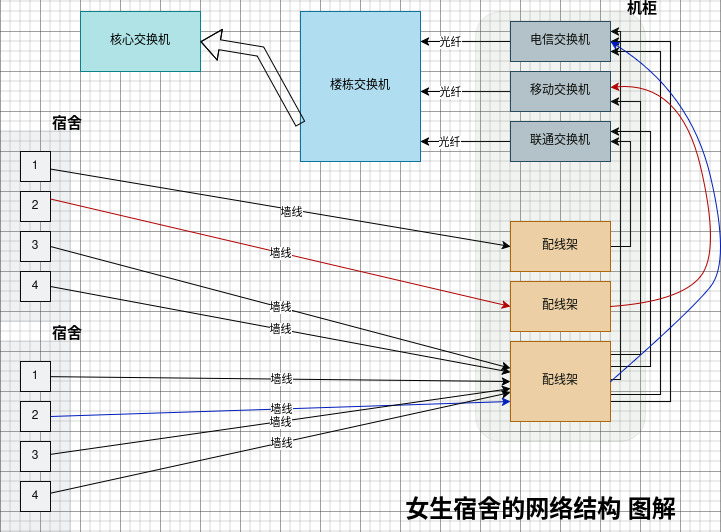 机柜
核心交换机
楼栋交换机
电信交换机
移动交换机
联通交换机
光纤
光纤
光纤
宿舍
1
2
3
4
墙线
墙线
墙线
墙线
配线架
配线架
配线架
宿舍
1
2
3
4
墙线
墙线
墙线
墙线
女生宿舍的网络结构 图解